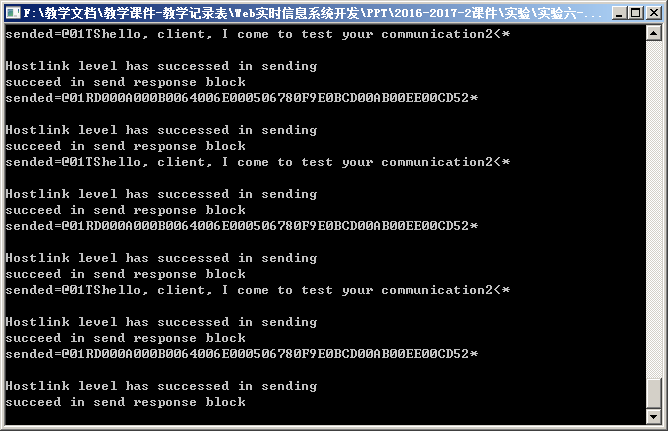 F:\教学文档\教学课件-教学记录表\Web实时信息系统开发\PPT\2016-2017-2课件\实验\实验六-...
sended=@01TShello, client, I come to test your communication2<*
Hostlink level has successed in sending
succeed in send response block
sended=@01RD000A000B0064006E000506780F9E0BCD00AB00EE00CD52*
Hostlink level has successed in sending
succeed in send response block
sended=@01TShello, client, I come to test your communication2<*
Hostlink level has successed in sending
succeed in send response block
sended=@01RD000A000B0064006E000506780F9E0BCD00AB00EE00CD52*
Hostlink level has successed in sending
succeed in send response block
sended=@01TShello, client, I come to test your communication2<*
Hostlink level has successed in sending
succeed in send response block
sended=@01RD000A000B0064006E000506780F9E0BCD00AB00EE00CD52*
Hostlink level has successed in sending
succeed in send response block